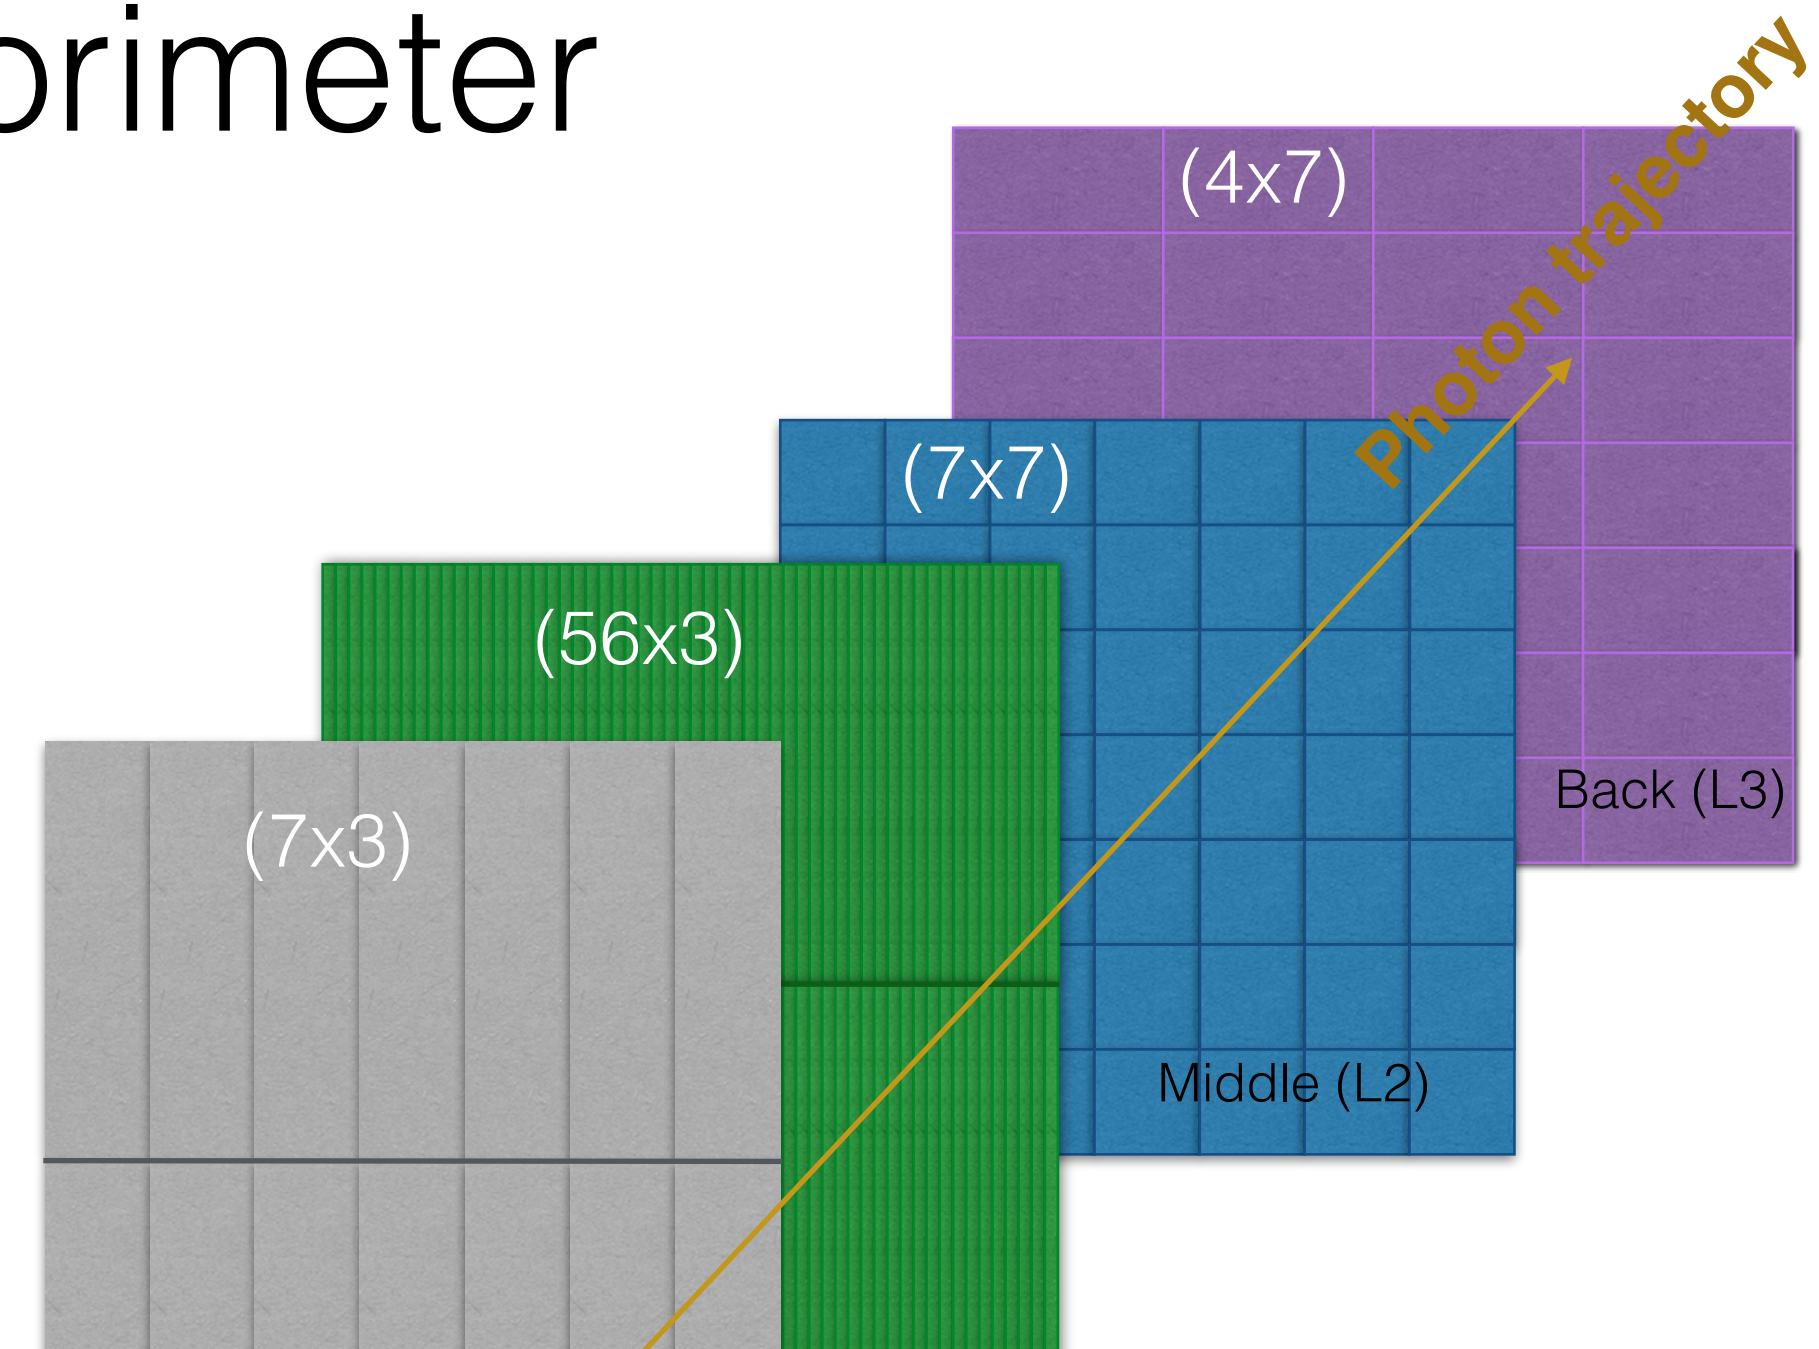 orimeter
Photon trajectory
(4x7)
(7x7)
(56x3)
(7x3)
Back (L3)
Middle (L2)